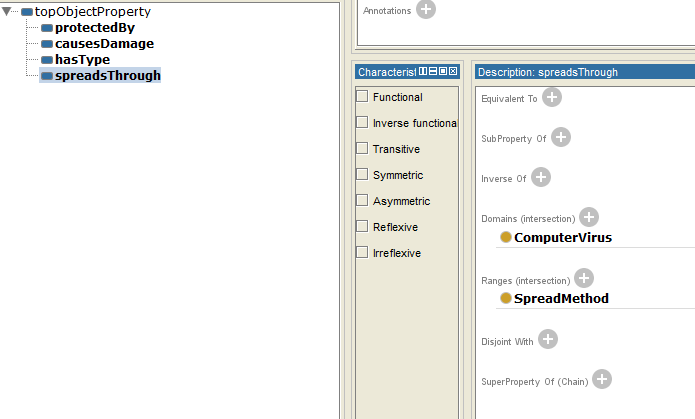 topObjectProperty
protectedBy
causesDamage
hasType
spreadsThrough
Annotations
Characterist
Functional
Inverse functional
Transitive
Symmetric
Asymmetric
Reflexive
Irreflexive
Description: spreadsThrough
Equivalent To
SubProperty Of
Inverse Of
Domains (intersection)
ComputerVirus
Ranges (intersection)
SpreadMethod
Disjoint With
SuperProperty Of (Chain)